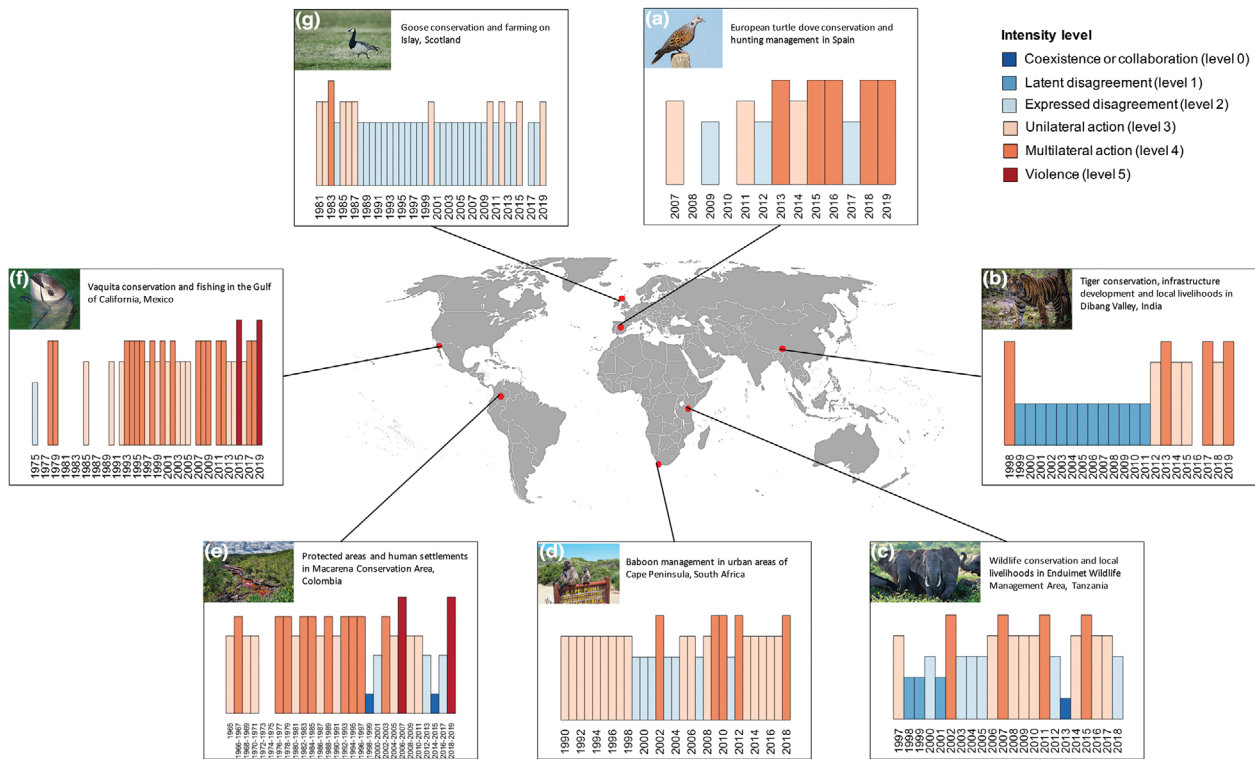 (g)
Goose conservation and farming on
Islay, Scotland
1981 1983 1985 1987 1989 1991 1993 1995 1997 1999 2001 2003 2005 2007 2009 2011 2013 2015 2017 2019
(a)
European turtle dove conservation and
hunting management in Spain
2007 2008 2009 2010 2011 2012 2013 2014 2015 2016 2017 2018 2019
Intensity level
Coexistence or collaboration (level 0)
Latent disagreement (level 1)
Expressed disagreement (level 2)
Unilateral action (level 3)
Multilateral action (level 4)
Violence (level 5)
(f)
Vaquita conservation and fishing in the Gulf
of California, Mexico
1975 1977 1979 1981 1983 1985 1987 1989 1991 1993 1995 1997 1999 2001 2003 2005 2007 2009 2011 2013 2015 2017 2019
(b)
Tiger conservation, infrastructure
development and local livelihoods in
Dibang Valley, India
1998 1999 2000 2001 2002 2003 2004 2005 2006 2007 2008 2009 2010 2011 2012 2013 2014 2015 2016 2017 2018 2019
(e)
Protected areas and human settlements
in Macarena Conservation Area,
Colombia
1965 1966-1967 1968-1969 1970-1971 1972-1973 1974-1975 1976-1977 1978-1979 1980-1981 1982-1983 1984-1985 1986-1987 1988-1989 1990-1991 1992-1993 1994-1995 1996-1997 1998-1999 2000-2001 2002-2003 2004-2005 2006-2007 2008-2009 2010-2011 2012-2013 2014-2015 2016-2017 2018-2019
(d)
Baboon management in urban areas of
Cape Peninsula, South Africa
1990 1992 1994 1996 1998 2000 2002 2004 2006 2008 2010 2012 2014 2016 2018
(c)
Wildlife conservation and local
livelihoods in Enduimet Wildlife
Management Area, Tanzania
1997 1998 1999 2000 2001 2002 2003 2004 2005 2006 2007 2008 2009 2010 2011 2012 2013 2014 2015 2016 2017 2018